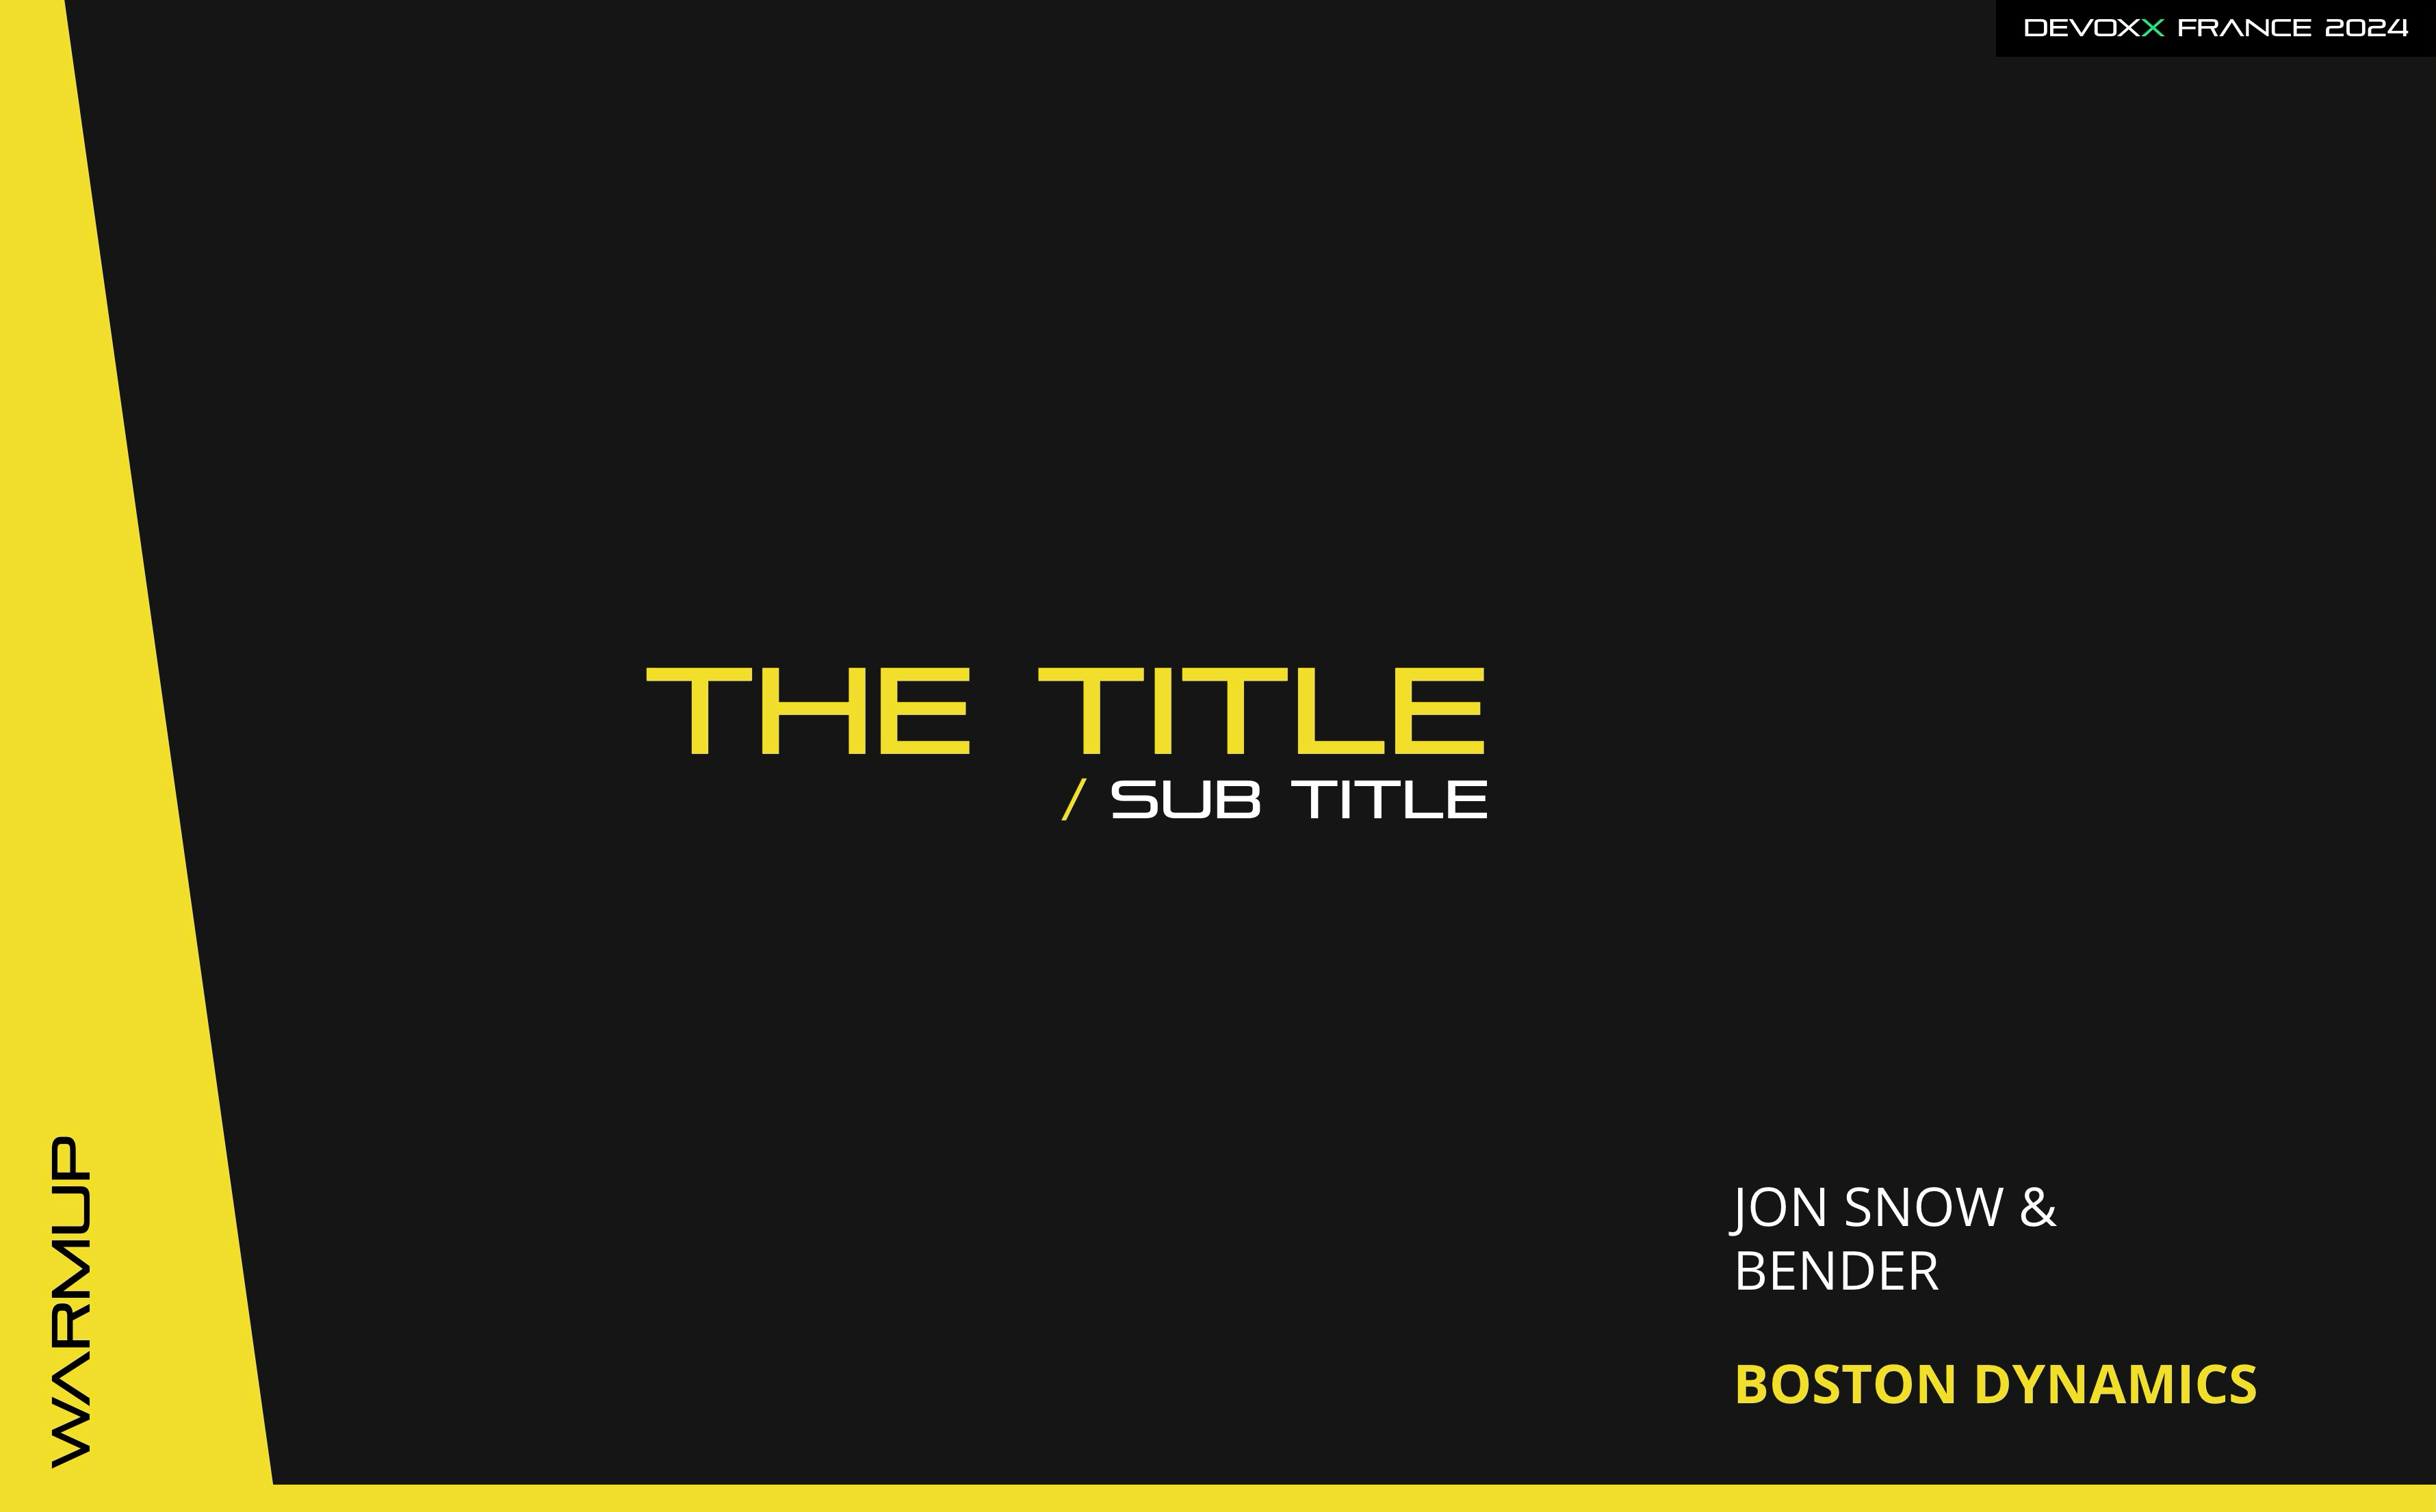 DEVOXX FRANCE 2024
THE TITLE
/ SUB TITLE
WARMUP
JON SNOW &
BENDER
BOSTON DYNAMICS